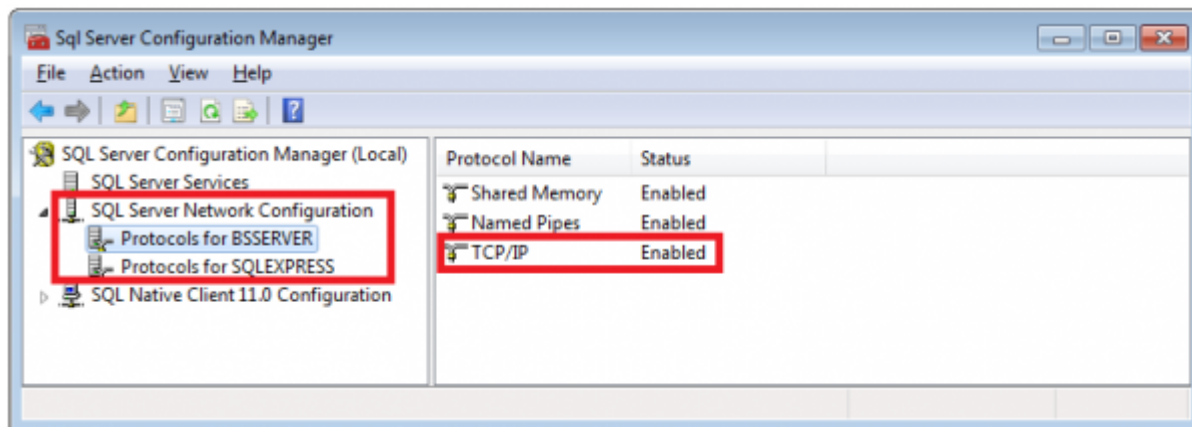 Sql Server Configuration Manager
File Action View Help
SQL Server Configuration Manager (Local)
SQL Server Services
SQL Server Network Configuration
Protocols for BSSERVER
Protocols for SQLEXPRESS
SQL Native Client 11.0 Configuration
Protocol Name Status
Shared Memory Enabled
Named Pipes Enabled
TCP/IP Enabled